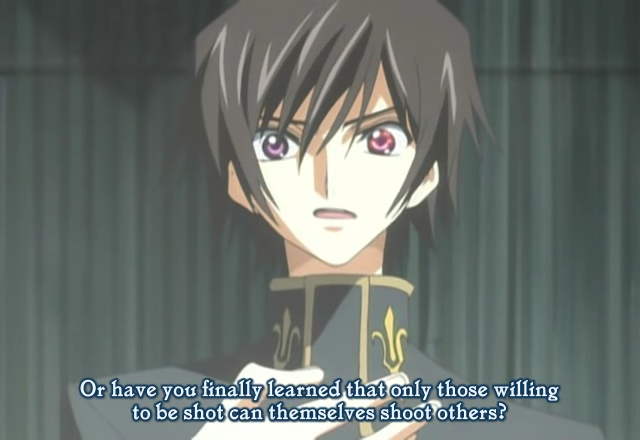 Or have you finally learned that only those willing
to be shot can themselves shoot others?